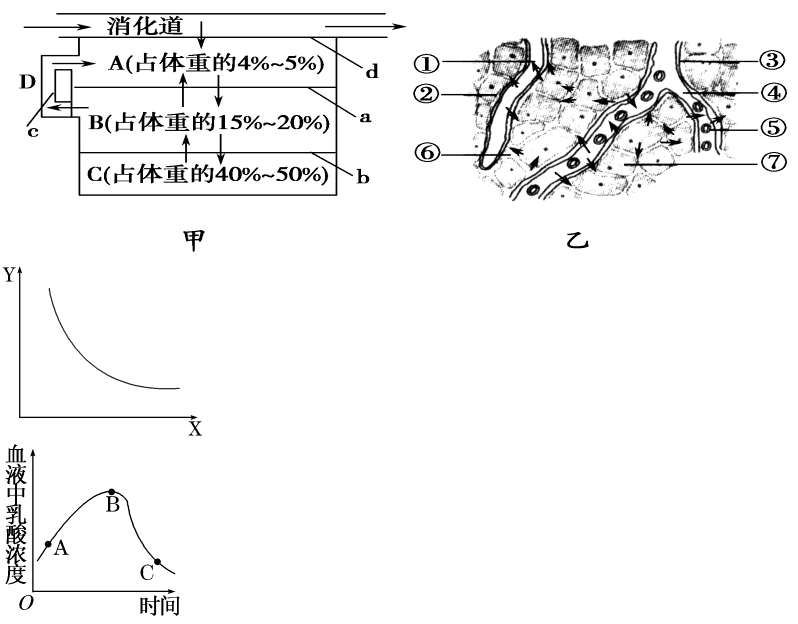 消化道
A(占体重的4%~5%)
D
d
a
B(占体重的15%~20%)
c
C(占体重的40%~50%)
b
甲
①
②
⑥
③
④
⑤
⑦
乙
Y
X
血液中乳酸浓度
A
B
C
O
时间